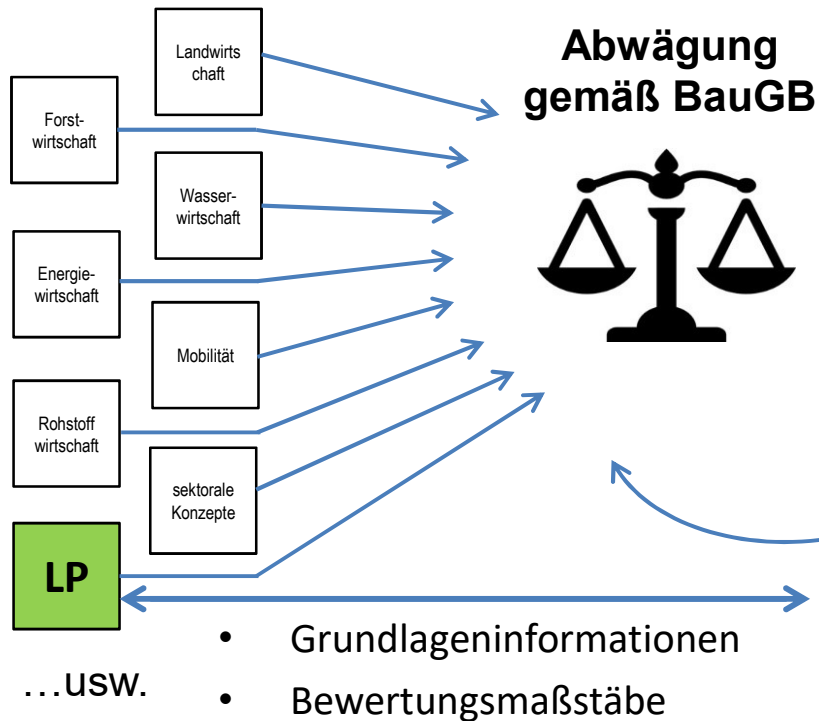 Abwägung
gemäß BauGB
Landwirts
chaft
Forst-
wirtschaft
Wasser-
wirtschaft
Energie-
wirtschaft
Mobilität
Rohstoff
wirtschaft
sektorale
Konzepte
LP
…usw.
• Grundlageninformationen
• Bewertungsmaßstäbe